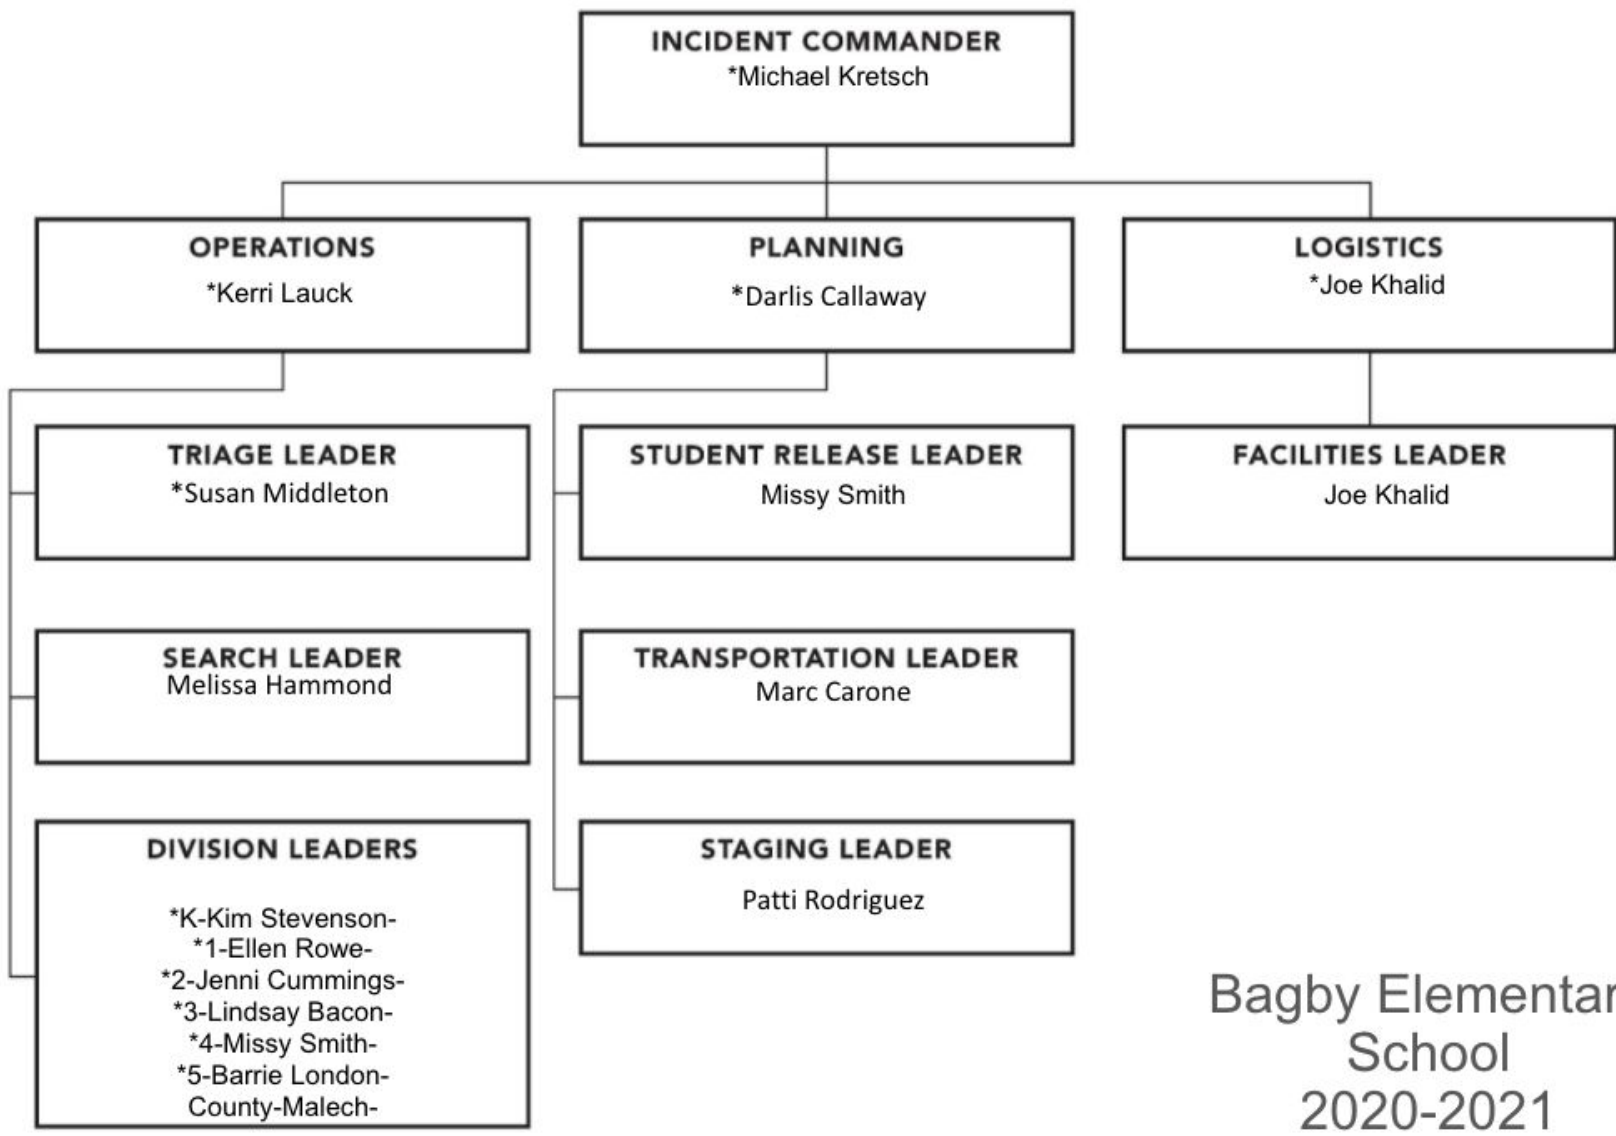 INCIDENT COMMANDER
*Michael Kretsch
OPERATIONS
*Kerri Lauck
PLANNING
*Darlis Callaway
LOGISTICS
*Joe Khalid
TRIAGE LEADER
*Susan Middleton
STUDENT RELEASE LEADER
Missy Smith
FACILITIES LEADER
Joe Khalid
SEARCH LEADER
Melissa Hammond
TRANSPORTATION LEADER
Marc Carone
DIVISION LEADERS
*K-Kim Stevenson-
*1-Ellen Rowe-
*2-Jenni Cummings-
*3-Lindsay Bacon-
*4-Missy Smith-
*5-Barrie London-
County-Malech-
STAGING LEADER
Patti Rodriguez
Bagby Elementar
School
2020-2021